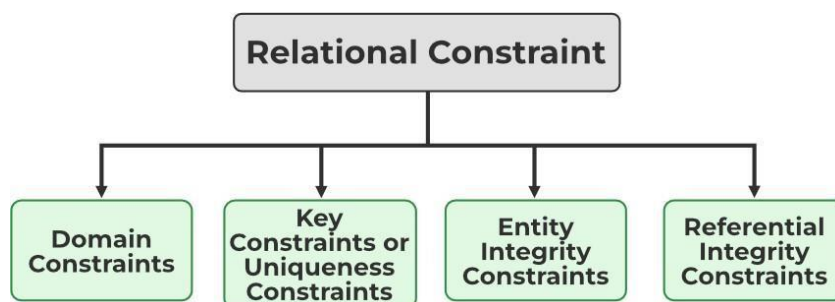 Relational Constraint
Domain
Constraints
Key
Constraints or
Uniqueness
Constraints
Entity
Integrity
Constraints
Referential
Integrity
Constraints